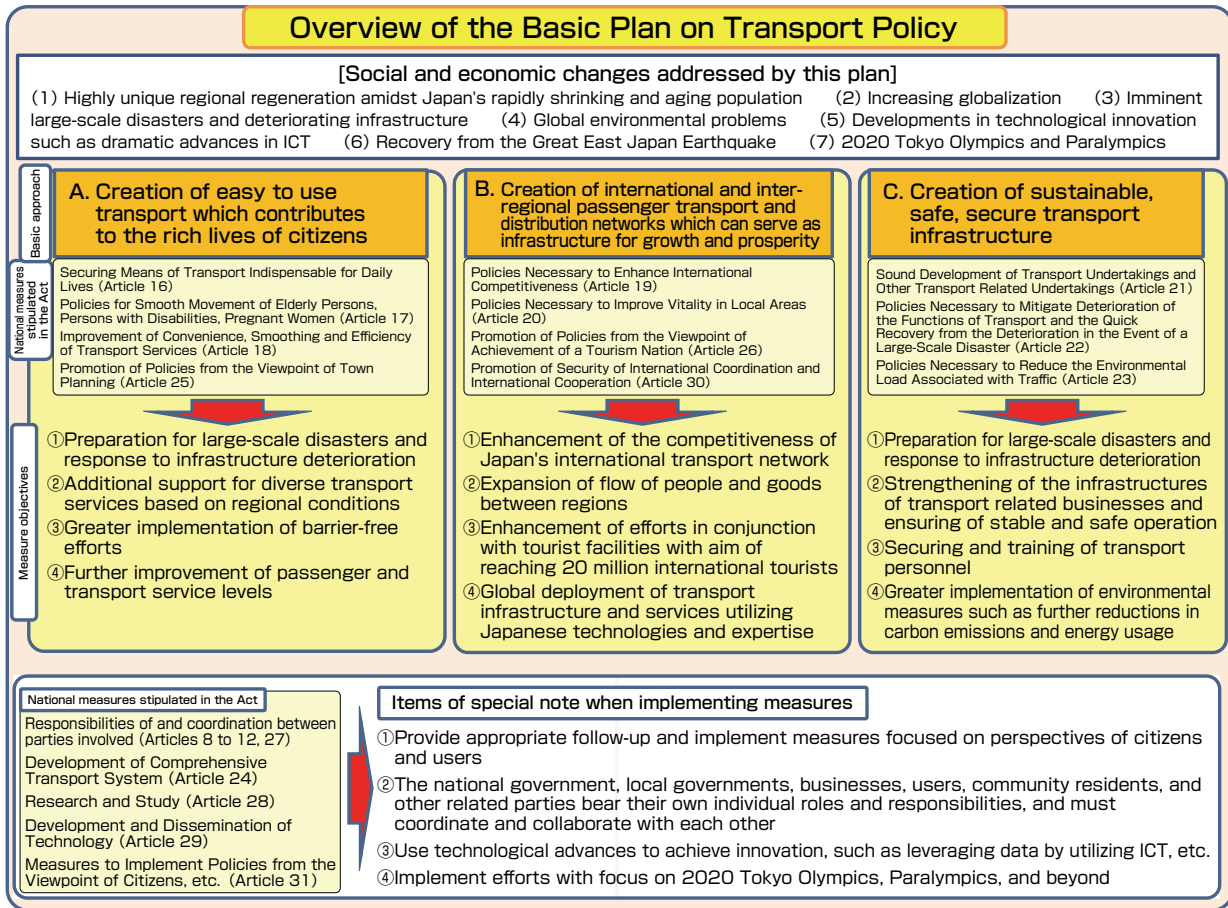 Overview of the Basic Plan on Transport Policy
[Social and economic changes addressed by this plan]
(1) Highly unique regional regeneration amidst Japan's rapidly shrinking and aging population (2) Increasing globalization (3) Imminent
large-scale disasters and deteriorating infrastructure (4) Global environmental problems (5) Developments in technological innovation
such as dramatic advances in ICT (6) Recovery from the Great East Japan Earthquake (7) 2020 Tokyo Olympics and Paralympics
Basic approach
A. Creation of easy to use
transport which contributes
to the rich lives of citizens
B. Creation of international and inter-
regional passenger transport and
distribution networks which can serve as
infrastructure for growth and prosperity
C. Creation of sustainable,
safe, secure transport
infrastructure
National measures
stipulated
in the Act
Securing Means of Transport Indispensable for Daily
Lives (Article 16)
Policies for Smooth Movement of Elderly Persons,
Persons with Disabilities, Pregnant Women (Article 17)
Improvement of Convenience, Smoothing and Efficiency
of Transport Services (Article 18)
Promotion of Policies from the Viewpoint of Town
Planning (Article 25)
Policies Necessary to Enhance International
Competitiveness (Article 19)
Policies Necessary to Improve Vitality in Local Areas
(Article 20)
Promotion of Policies from the Viewpoint of
Achievement of a Tourism Nation (Article 26)
Promotion of Security of International Coordination and
International Cooperation (Article 30)
Sound Development of Transport Undertakings and
Other Transport Related Undertakings (Article 21)
Policies Necessary to Mitigate Deterioration of
the Functions of Transport and the Quick
Recovery from the Deterioration in the Event of a
Large-Scale Disaster (Article 22)
Policies Necessary to Reduce the Environmental
Load Associated with Traffic (Article 23)
Measure objectives
①Preparation for large-scale disasters and
response to infrastructure deterioration
②Additional support for diverse transport
services based on regional conditions
③Greater implementation of barrier-free
efforts
④Further improvement of passenger and
transport service levels
①Enhancement of the competitiveness of
Japan's international transport network
②Expansion of flow of people and goods
between regions
③Enhancement of efforts in conjunction
with tourist facilities with aim of
reaching 20 million international tourists
④Global deployment of transport
infrastructure and services utilizing
Japanese technologies and expertise
①Preparation for large-scale disasters and
response to infrastructure deterioration
②Strengthening of the infrastructures
of transport related businesses and
ensuring of stable and safe operation
③Securing and training of transport
personnel
④Greater implementation of environmental
measures such as further reductions in
carbon emissions and energy usage
National measures stipulated in the Act
Responsibilities of and coordination between
parties involved (Articles 8 to 12, 27)
Development of Comprehensive
Transport System (Article 24)
Research and Study (Article 28)
Development and Dissemination of
Technology (Article 29)
Measures to Implement Policies from the
Viewpoint of Citizens, etc. (Article 31)
Items of special note when implementing measures
①Provide appropriate follow-up and implement measures focused on perspectives of citizens
and users
②The national government, local governments, businesses, users, community residents, and
other related parties bear their own individual roles and responsibilities, and must
coordinate and collaborate with each other
③Use technological advances to achieve innovation, such as leveraging data by utilizing ICT, etc.
④Implement efforts with focus on 2020 Tokyo Olympics, Paralympics, and beyond